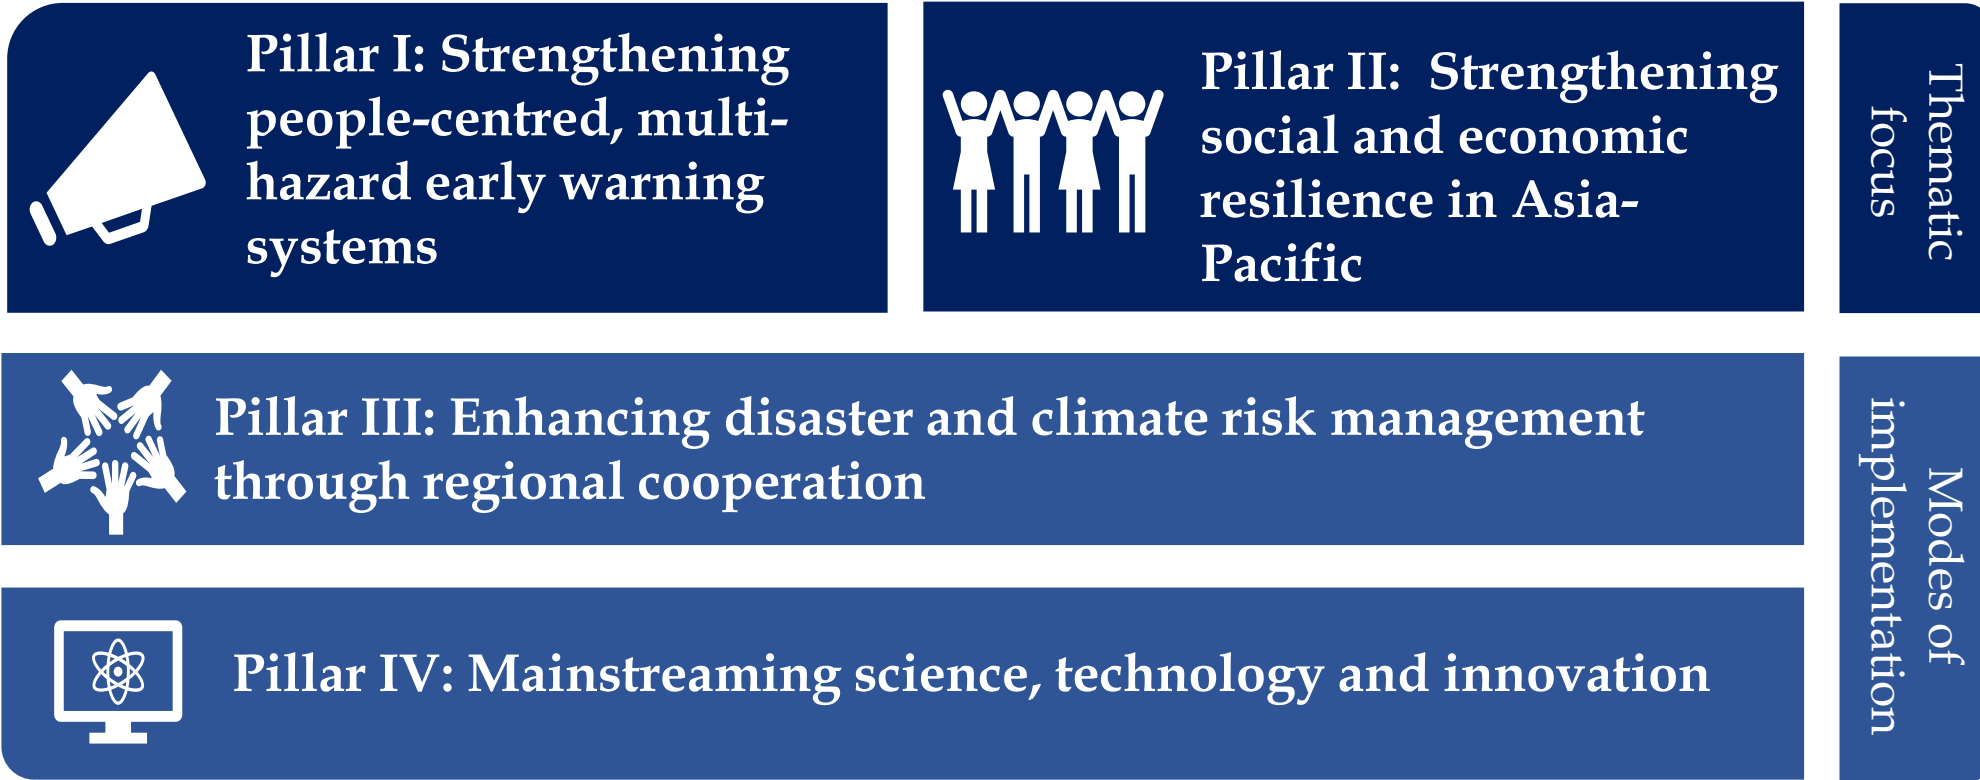 Pillar I: Strengthening
people-centred, multi-
hazard early warning
systems
Pillar II:  Strengthening
social and economic
resilience in Asia-
Pacific
Thematic
focus
Pillar III: Enhancing disaster and climate risk management
through regional cooperation
Pillar IV: Mainstreaming science, technology and innovation
Modes of
implementation